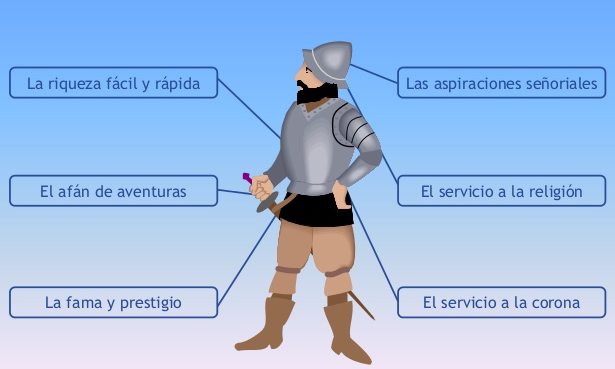 La riqueza fácil y rápida
Las aspiraciones señoriales
El afán de aventuras
El servicio a la religión
La fama y prestigio
El servicio a la corona